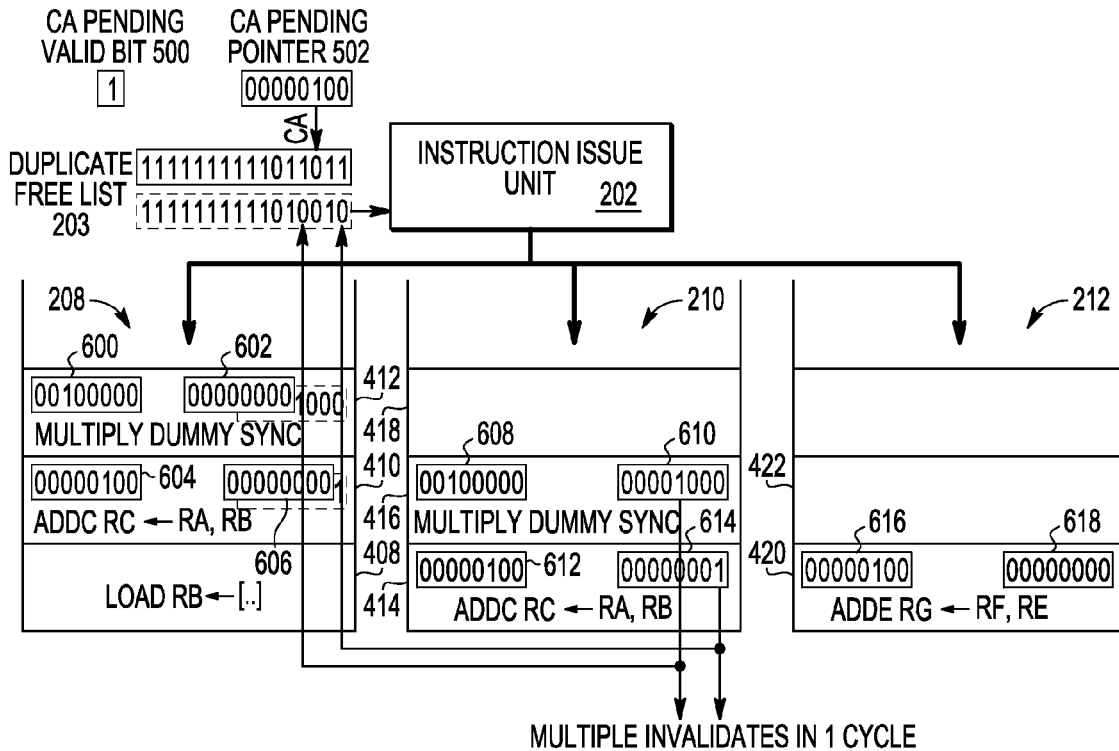 CA PENDING
VALID BIT 500
1
CA PENDING
POINTER 502
00000100
CA
DUPLICATE
FREE LIST
203
1111111111011011
1111111111010010
INSTRUCTION ISSUE
UNIT 202
208
210
212
600
602
00100000
00000000
1000
412
MULTIPLY DUMMY SYNC
418
608
610
604
410
00000100
00000000
1
ADDC RC ← RA, RB
606
416
00100000
00001000
MULTIPLY DUMMY SYNC
422
614
616
618
408
LOAD RB ← [..]
414
00000100
612
00000001
ADDC RC ← RA, RB
420
00000100
00000000
ADDE RG ← RF, RE
MULTIPLE INVALIDATES IN 1 CYCLE